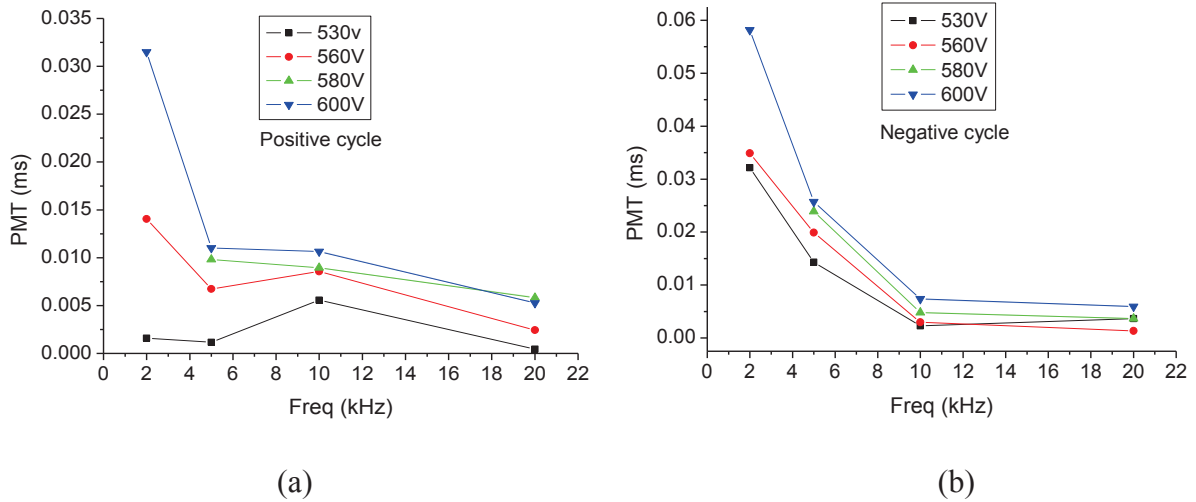 0.035
0.030
0.025
0.020
0.015
0.010
0.005
0.000
PMT (ms)
530v
560V
580V
600V
Positive cycle
0 2 4 6 8 10 12 14 16 18 20 22
Freq (kHz)
(a)
0.06
0.05
0.04
0.03
0.02
0.01
0.00
PMT (ms)
530V
560V
580V
600V
Negative cycle
0 2 4 6 8 10 12 14 16 18 20 22
Freq (kHz)
(b)